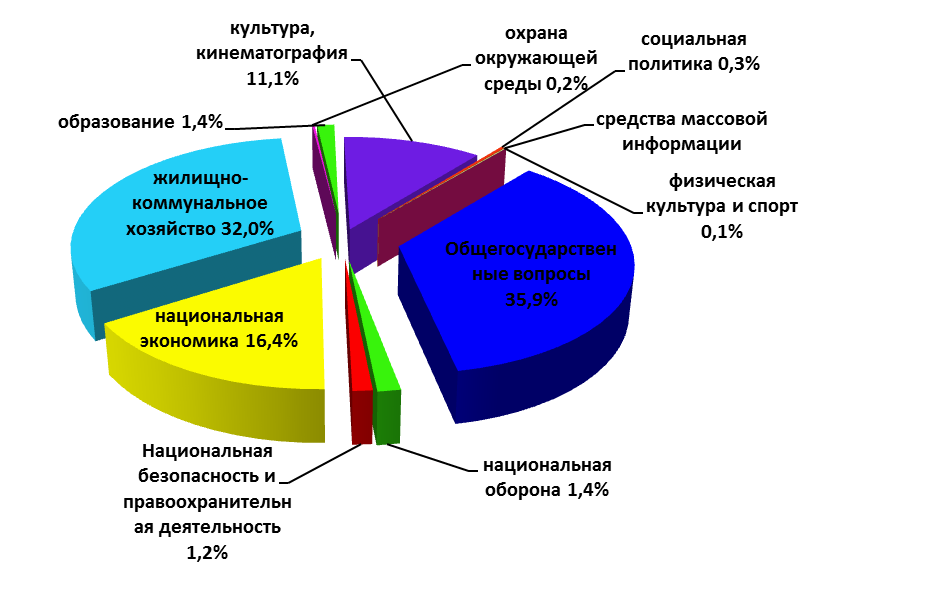 культура,
кинематография
11,1%
охрана
окружающей
среды 0,2%
социальная
политика 0,3%
образование 1,4%
средства массовой
информации
жилищно-
коммунальное
хозяйство 32,0%
физическая
культура и спорт
0,1%
Общегосударствен
ные вопросы
35,9%
национальная
экономика 16,4%
Национальная
безопасность и
правоохранительн
ая деятельность
1,2%
национальная
оборона 1,4%